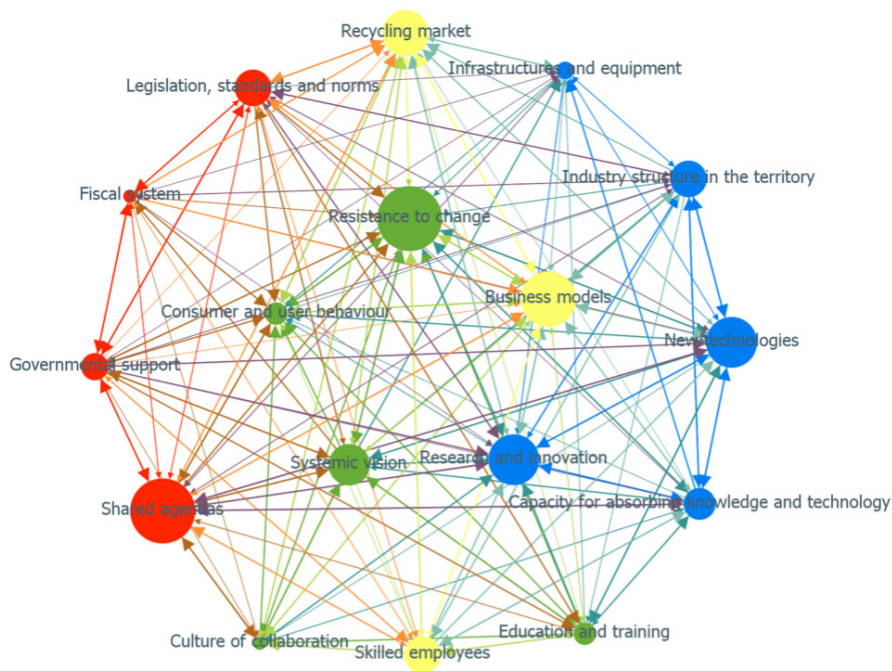 Recycling market
Infrastructures and equipment
Legislation, standards and norms
Industry structure in the territory
Fiscal system
Resistance to change
Business models
Consumer and user behaviour
New technologies
Governmental support
Research and innovation
Systemic vision
Capacity for absorbing knowledge and technology
Shared agendas
Education and training
Culture of collaboration
Skilled employees